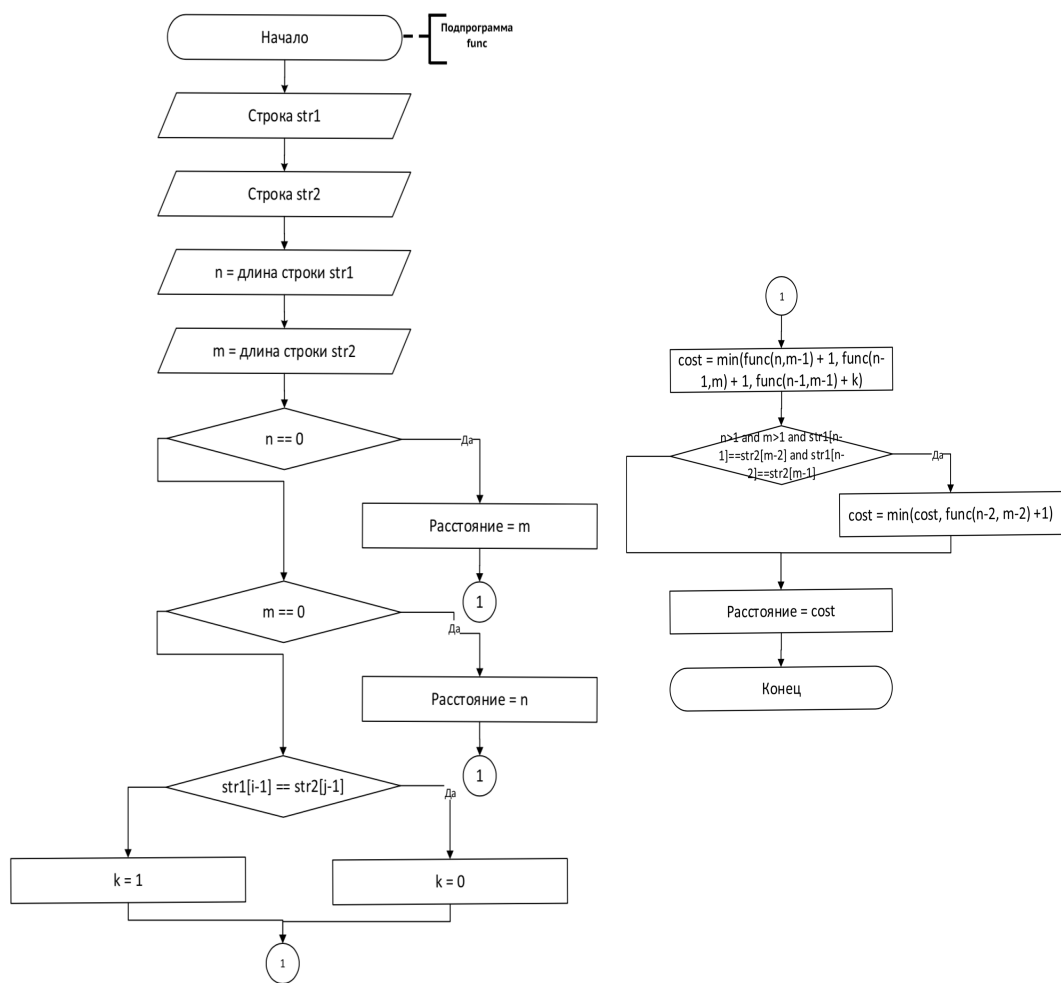 Начало
Подпрограмма
func
Строка str1
Строка str2
n = длина строки str1
m = длина строки str2
n == 0
Да
Расстояние = m
1
m == 0
Да
Расстояние = n
1
str1[i-1] == str2[j-1]
Да
k = 1
k = 0
1
1
cost = min(func(n,m-1) + 1, func(n-
1,m) + 1, func(n-1,m-1) + k)
n>1 and m>1 and str1[n-
1]==str2[m-2] and str1[n-
2]==str2[m-1]
Да
cost = min(cost, func(n-2, m-2) +1)
Расстояние = cost
Конец